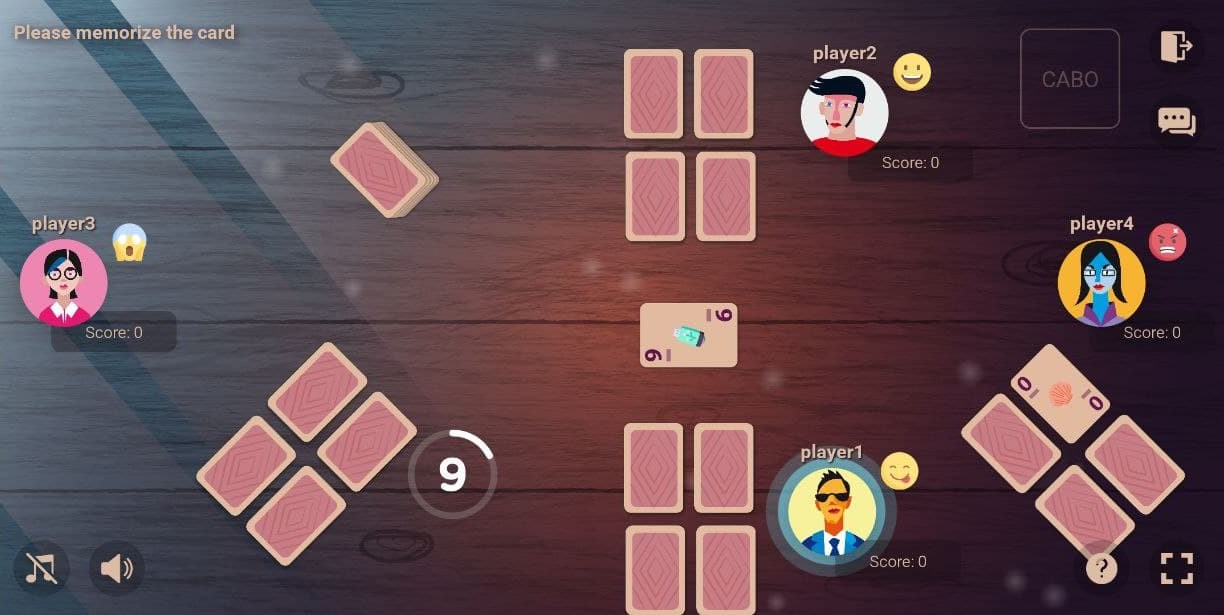 Please memorize the card
player2
CABO
Score: 0
player3
Score: 0
player4
Score: 0
6
6
0
0
9
player1
Score: 0
?